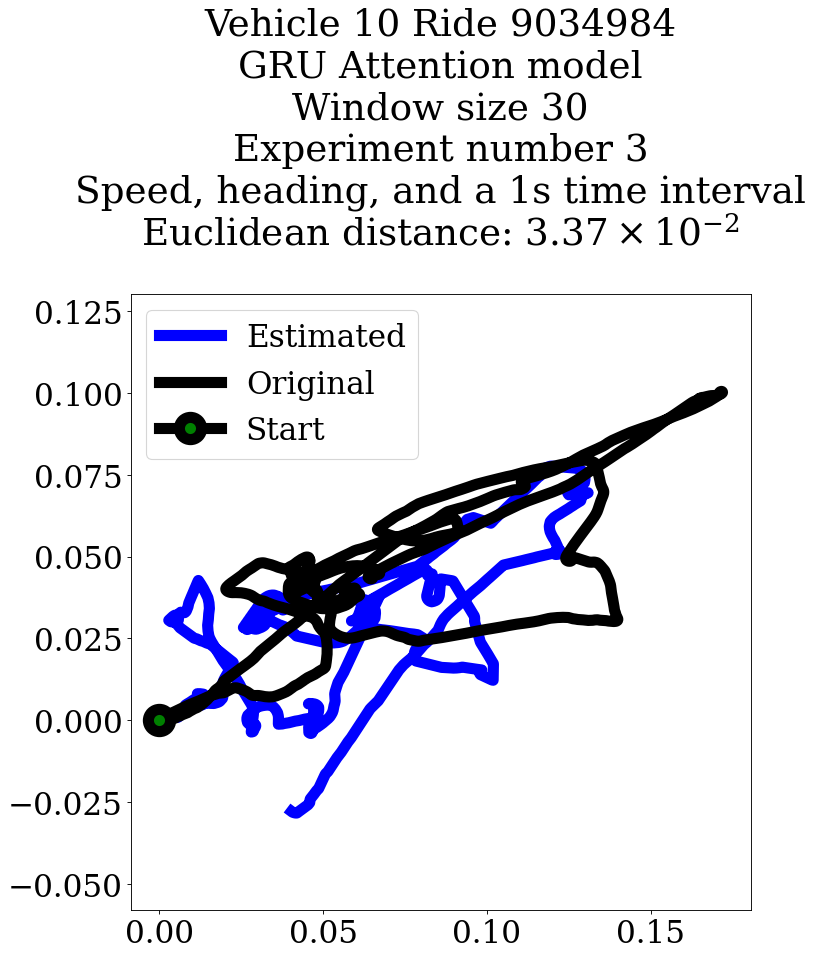 Vehicle 10 Ride 9034984
GRU Attention model
Window size 30
Experiment number 3
Speed, heading, and a 1s time interval
Euclidean distance: 3.37 × 10⁻²
0.125
0.100
0.075
0.050
0.025
0.000
−0.025
−0.050
Estimated
Original
Start
0.00 0.05 0.10 0.15